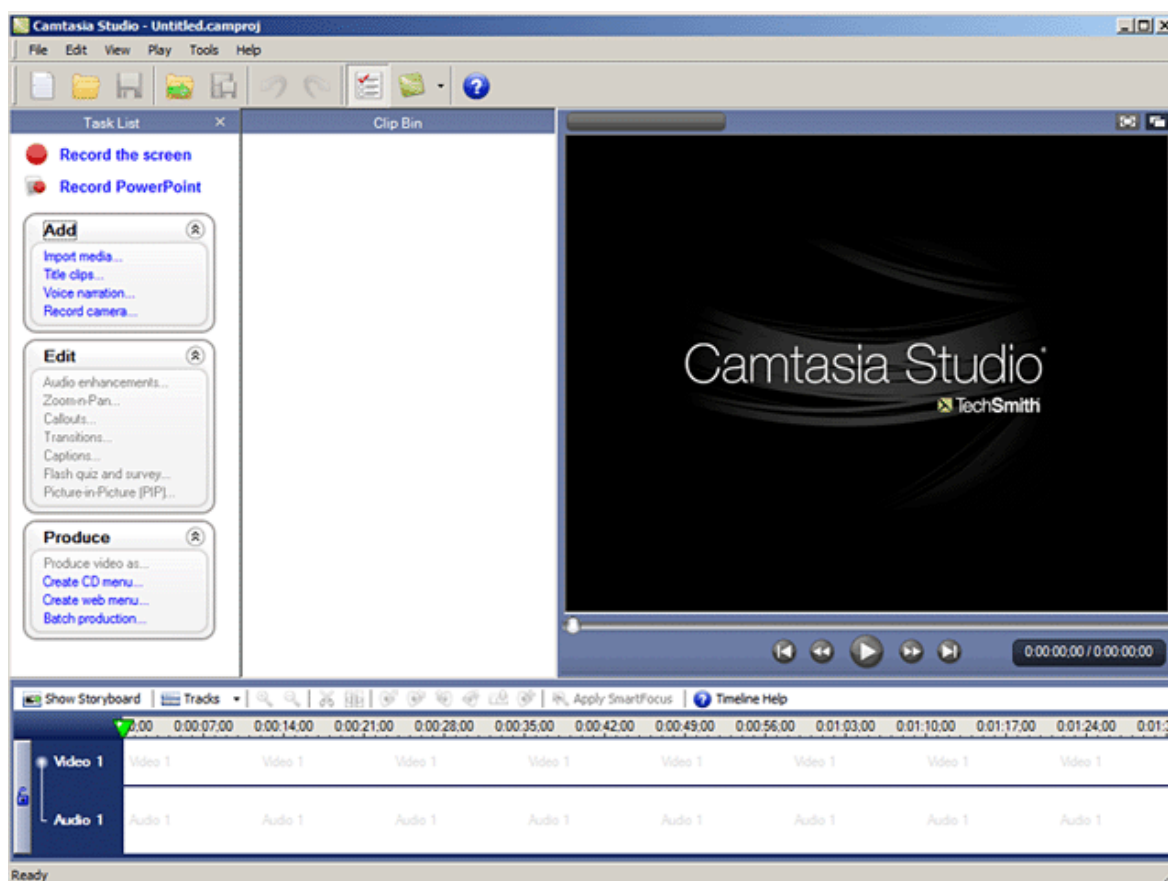 Camtasia Studio - Untitled.camproj
File Edit View Play Tools Help
Task List
Clip Bin
Record the screen
Record PowerPoint
Add
Import media...
Title clips...
Voice narration...
Record camera...
Edit
Audio enhancements...
Zoom-n-Pan...
Callouts...
Transitions...
Captions...
Flash quiz and survey...
Picture-in-Picture (PIP)...
Produce
Produce video as...
Create CD menu...
Create web menu...
Batch production...
Camtasia Studio
TechSmith
0:00:00;00 / 0:00:00;00
Show Storyboard Tracks Apply SmartFocus Timeline Help
0:00:07;00 0:00:14;00 0:00:21;00 0:00:28;00 0:00:35;00 0:00:42;00 0:00:49;00 0:00:56;00 0:01:03;00 0:01:10;00 0:01:17;00 0:01:24;00
Video 1 Video 1 Video 1 Video 1 Video 1 Video 1 Video 1 Video 1 Video 1
Audio 1 Audio 1 Audio 1 Audio 1 Audio 1 Audio 1 Audio 1 Audio 1 Audio 1
Ready